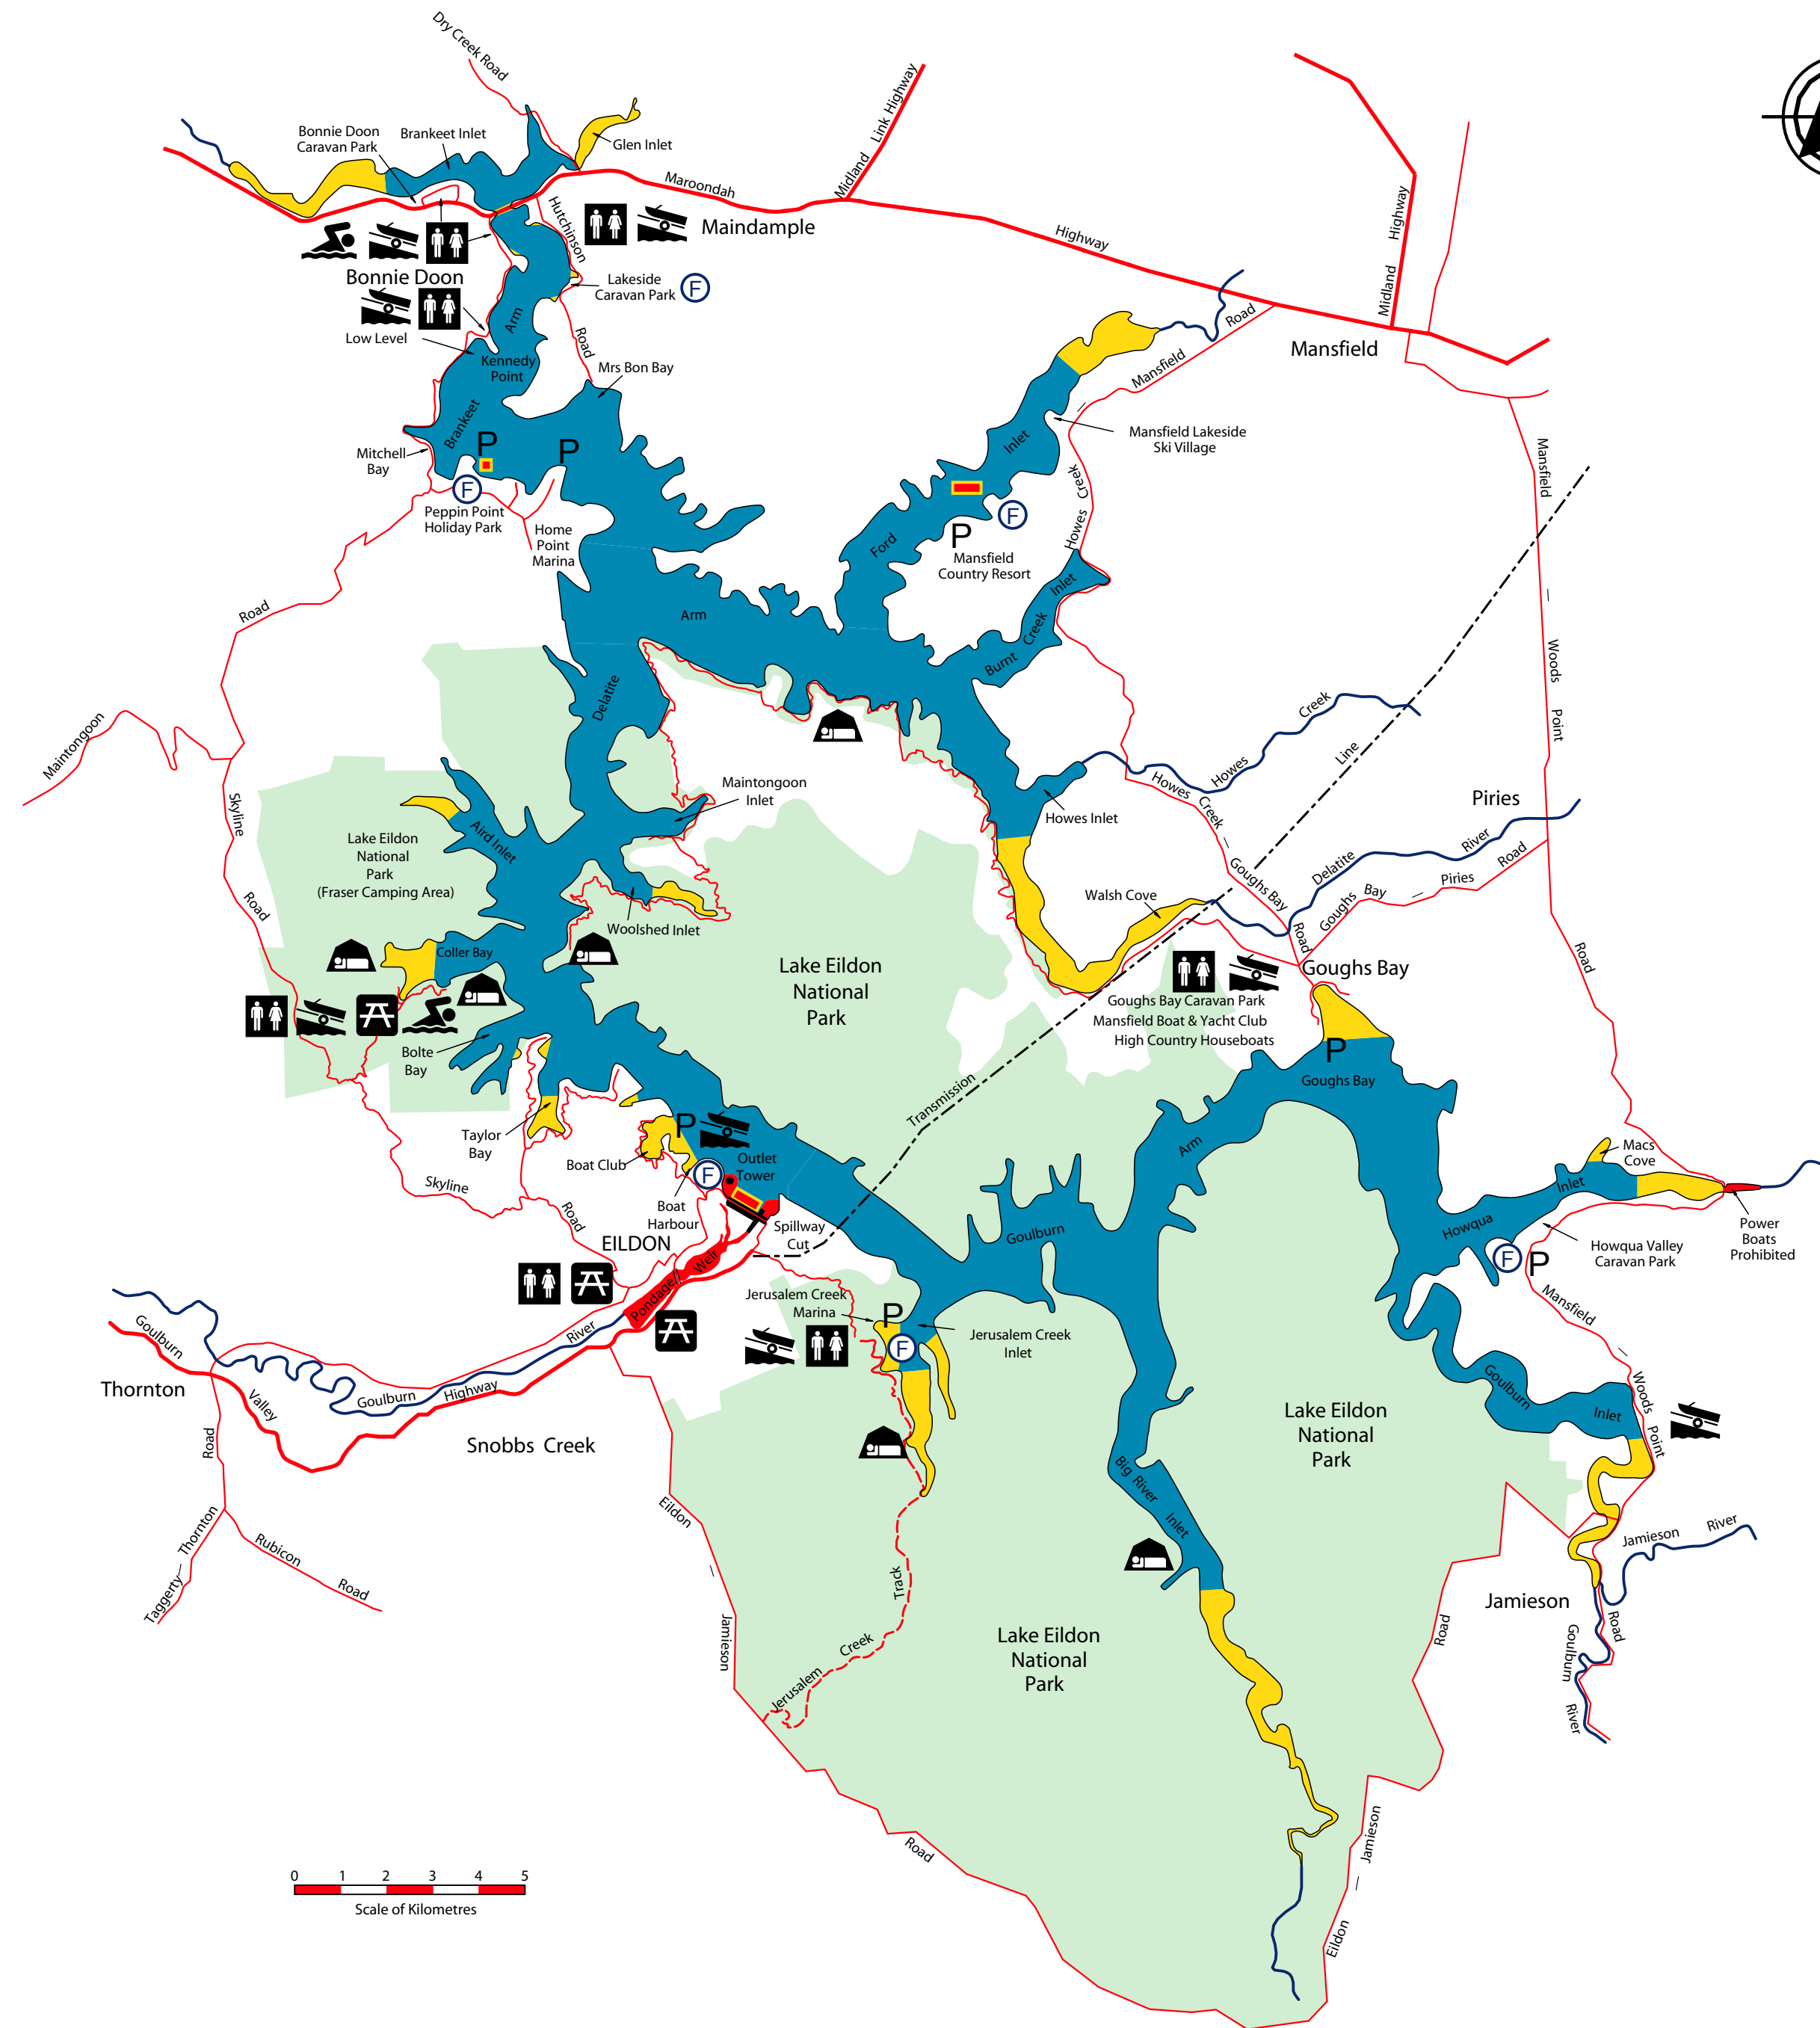 Dry Creek Road
Bonnie Doon
Caravan Park
Brankeet Inlet
Glen Inlet
Midland Link Highway
Maroondah
Highway
Midland Highway
Hutchinson
Road
Maindample
Bonnie Doon
Lakeside
Caravan Park
F
Low Level
Arm
Kennedy
Point
Mrs Bon Bay
Brankeet
P
P
Mitchell
Bay
F
Peppin Point
Holiday Park
Home
Point
Marina
Mansfield
Road
Mansfield
—
Howes Creek
Mansfield Lakeside
Ski Village
Inlet
Ford
F
P
Mansfield
Country Resort
Burnt Creek Inlet
Arm
Delatite
Mansfield — Woods Point
Road
Road
Maintongoon
Skyline
Road
Howes Creek
Line
Howes Creek — Goughs Bay
Road
Piries
Delatite River
Goughs Bay — Piries Road
Howes Inlet
Maintongoon
Inlet
Aird Inlet
Lake Eildon
National
Park
(Fraser Camping Area)
Walsh Cove
Woolshed Inlet
Coller Bay
Lake Eildon
National
Park
Goughs Bay
Goughs Bay Caravan Park
Mansfield Boat & Yacht Club
High Country Houseboats
P
Goughs Bay
Bolte
Bay
Transmission
Taylor
Bay
P
Boat Club
Outlet
Tower
F
Boat
Harbour
Spillway
Cut
Skyline
Road
EILDON
Pondage//
Weir
Arm
Goulburn
Macs
Cove
Howqua Inlet
Power
Boats
Prohibited
Howqua Valley
Caravan Park
F
P
Mansfield
— Woods Point
Road
Jerusalem Creek
Marina
P
F
Jerusalem Creek
Inlet
Goulburn
Valley
Highway
Goulburn River
Thornton
Snobbs Creek
Road
Taggerty — Thornton
Rubicon
Road
Goulburn Inlet
Lake Eildon
National
Park
Big River Inlet
Eildon — Jamieson
Road
Jerusalem Creek Track
Lake Eildon
National
Park
Jamieson River
Jamieson
Goulburn River
Road
Eildon — Jamieson
0 1 2 3 4 5
Scale of Kilometres